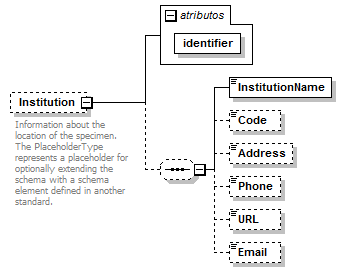 atributos
identifier
Institution
Information about the
location of the specimen.
The PlaceholderType
represents a placeholder for
optionally extending the
schema with a schema
element defined in another
standard.
InstitutionName
Code
Address
Phone
URL
Email